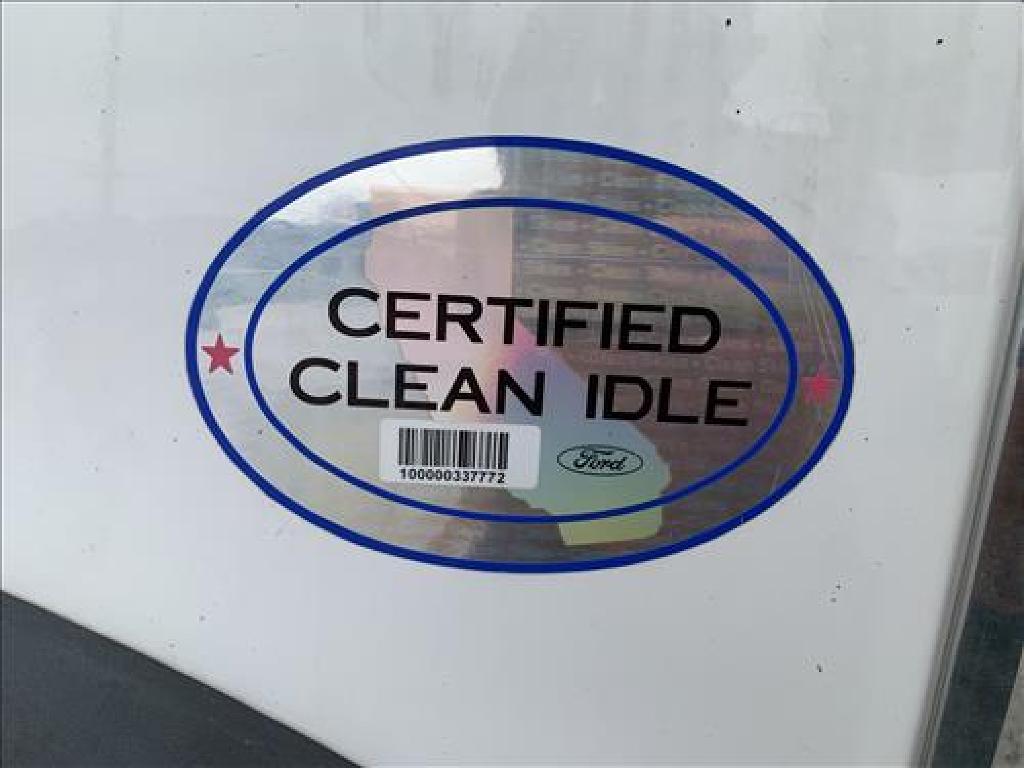 CERTIFIED
CLEAN IDLE
100000337772
Ford